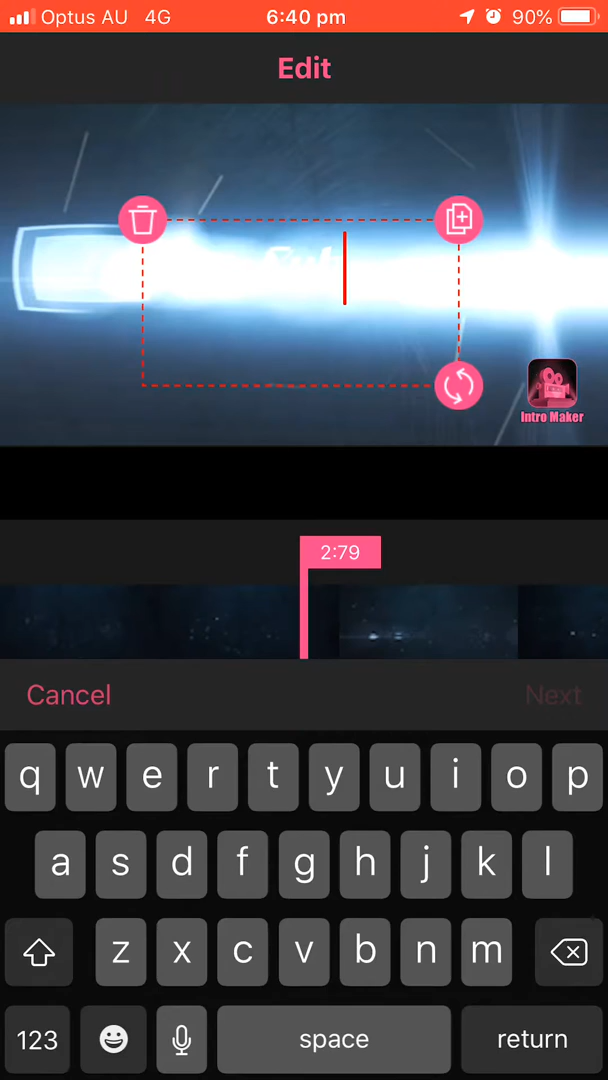 Optus AU 4G 6:40 pm 90%
Edit
Intro Maker
2:79
Cancel Next
q w e r t y u i o p
a s d f g h j k l
z x c v b n m
123 space return